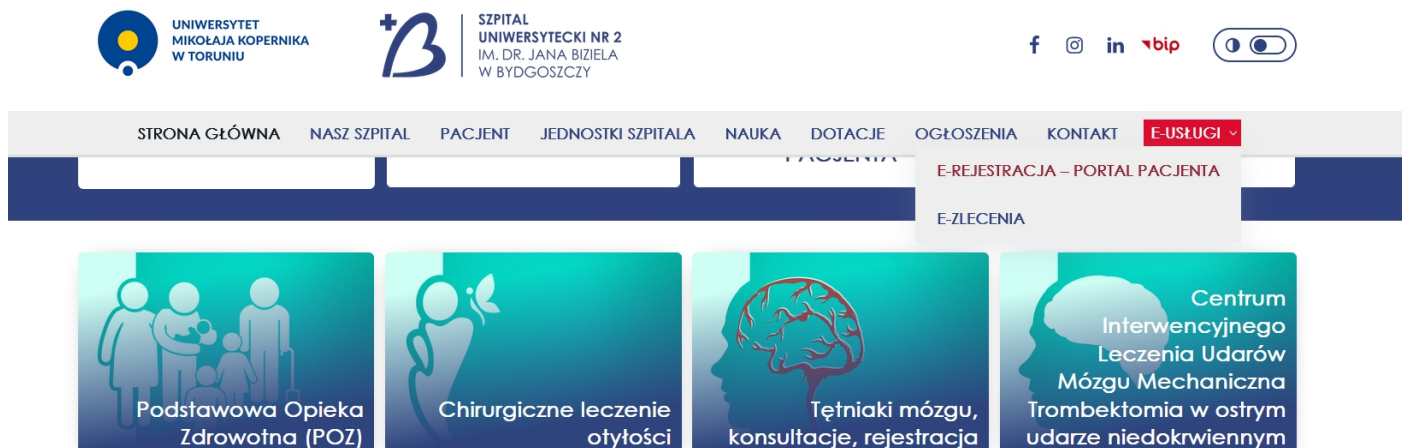 UNIWERSYTET
MIKOŁAJA KOPERNIKA
W TORUNIU
SZPITAL
UNIWERSYTECKI NR 2
IM. DR. JANA BIZIELA
W BYDGOSZCZY
bip
STRONA GŁÓWNA NASZ SZPITAL PACJENT JEDNOSTKI SZPITALA NAUKA DOTACJE OGŁOSZENIA KONTAKT E-USŁUGI
PACJENTA
E-REJESTRACJA – PORTAL PACJENTA
E-ZLECENIA
Podstawowa Opieka
Zdrowotna (POZ)
Chirurgiczne leczenie
otyłości
Tętniaki mózgu,
konsultacje, rejestracja
Centrum
Interwencyjnego
Leczenia Udarów
Mózgu Mechaniczna
Trombektomia w ostrym
udarze niedokrwiennym